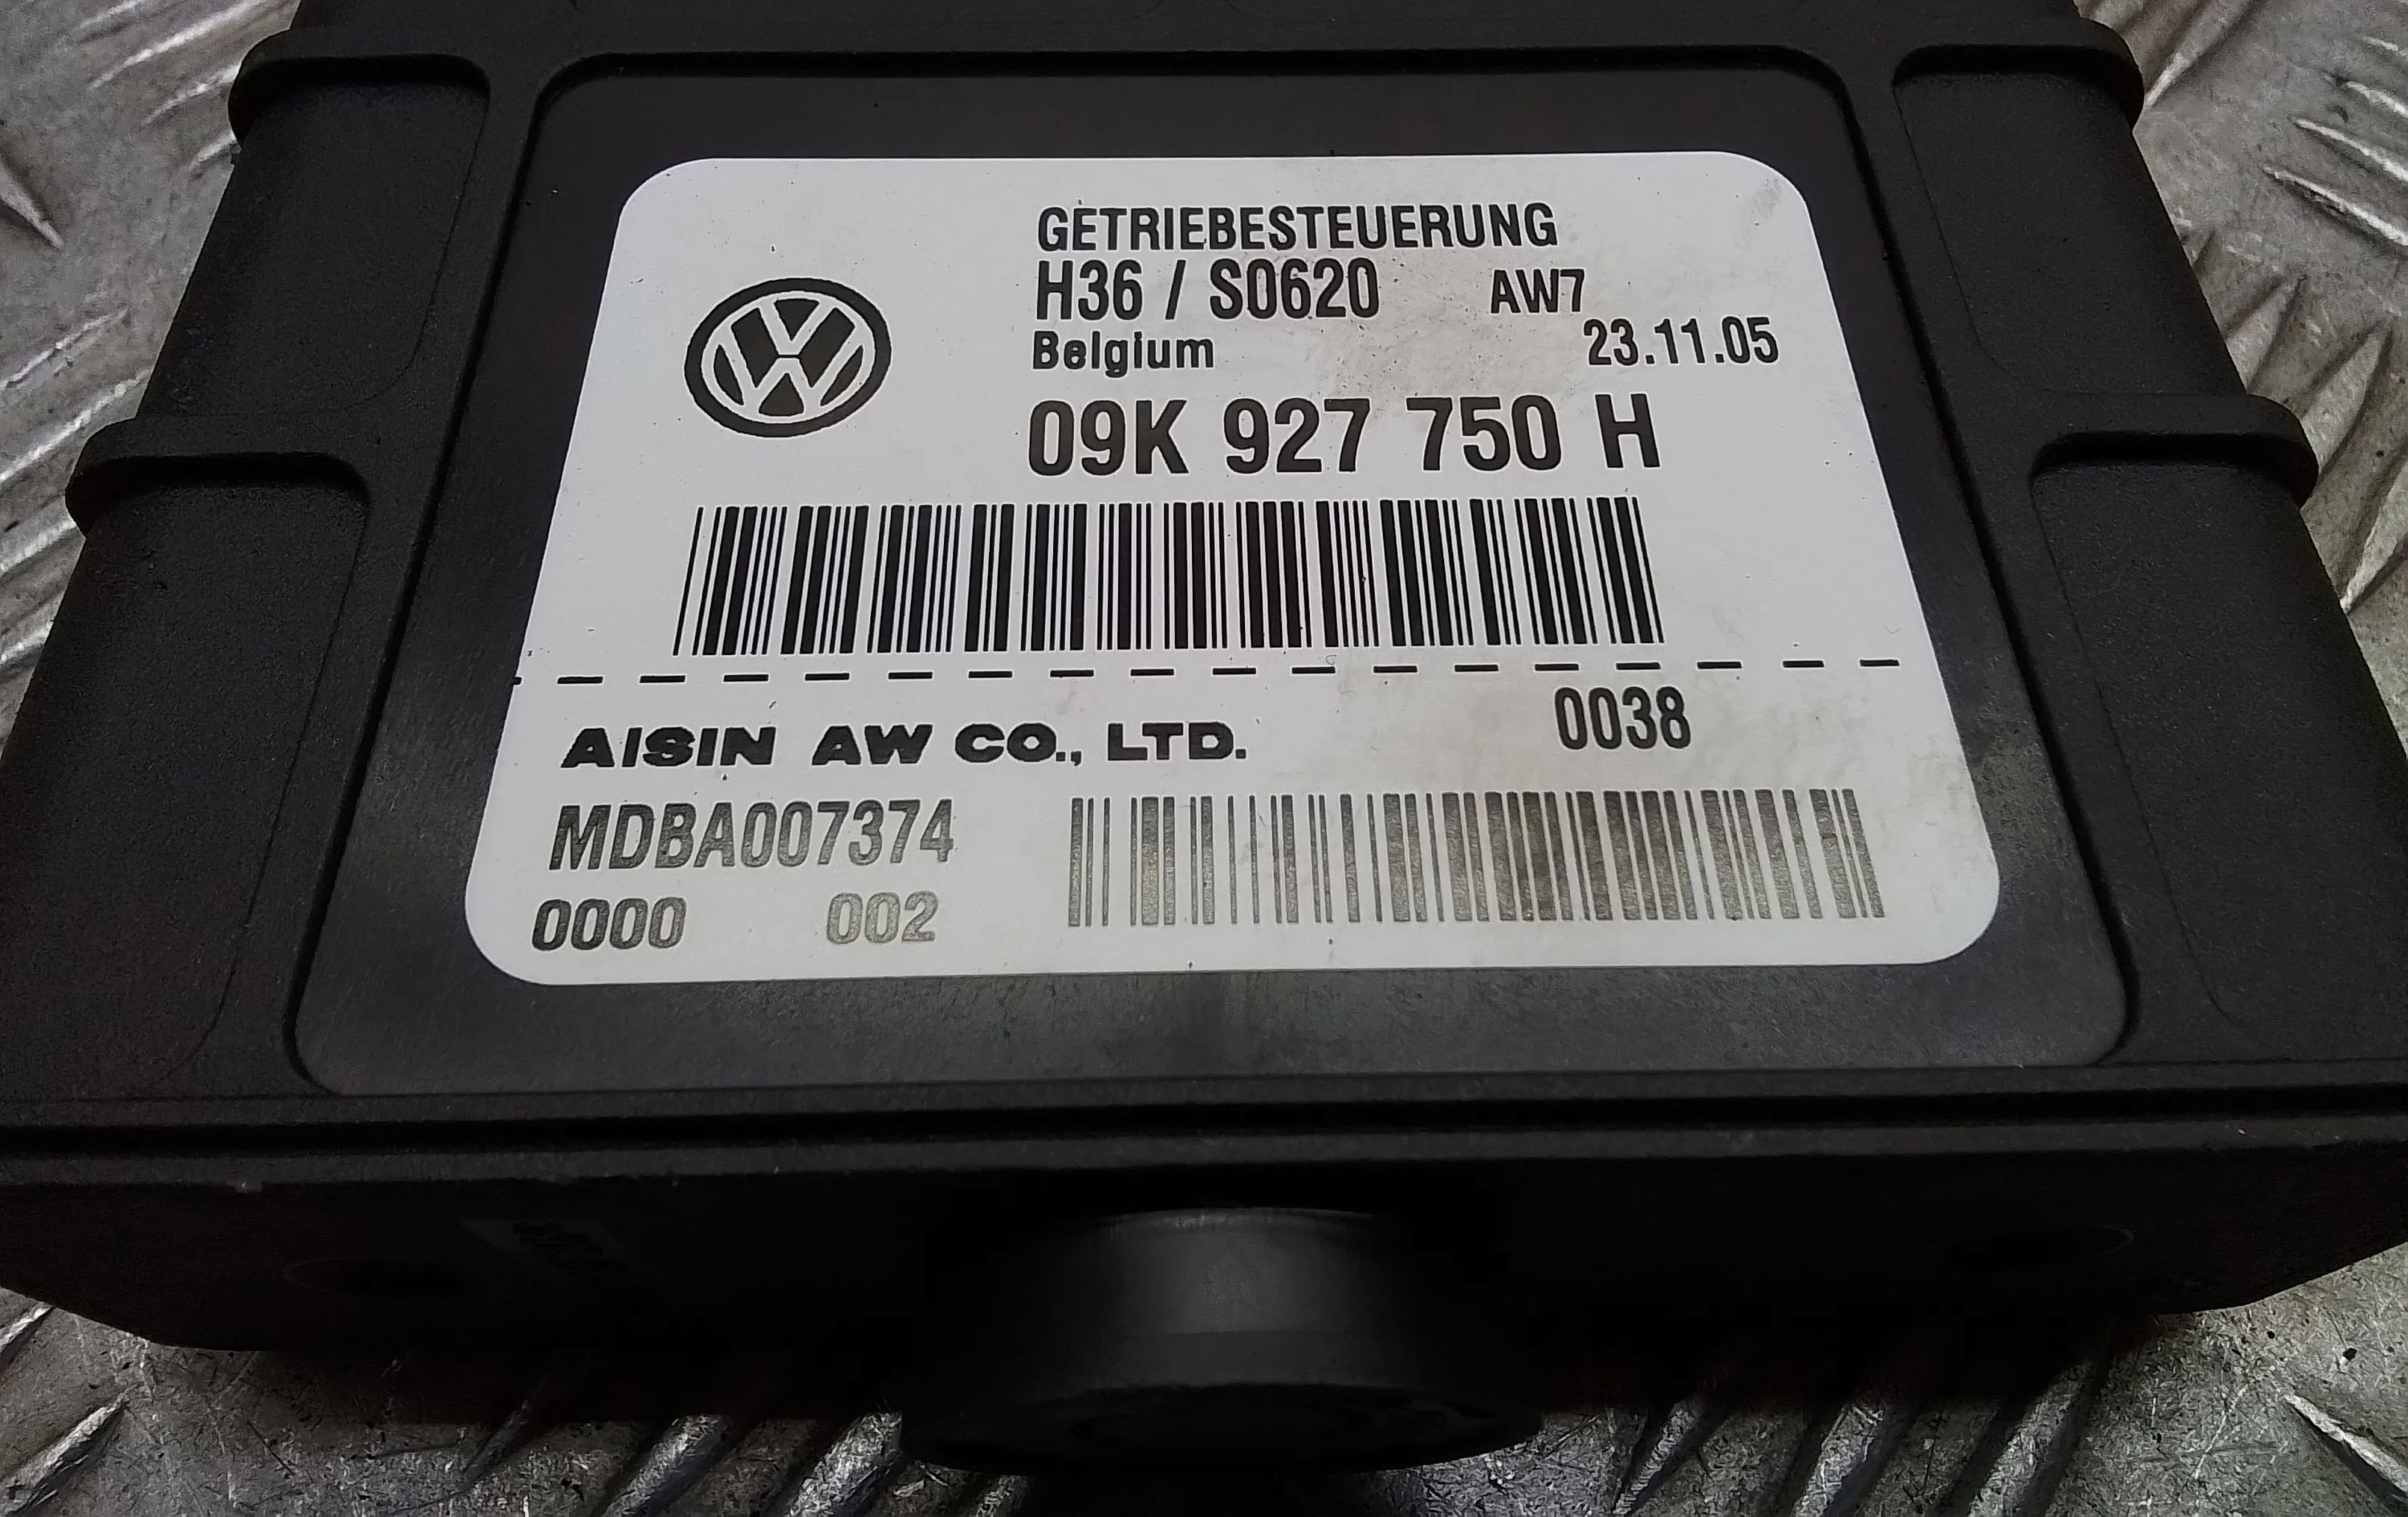 GETRIEBESTEUERUNG
H36 / S0620 AW7
Belgium 23.11.05
09K 927 750 H
AISIN AW CO., LTD. 0038
MDBA007374
0000 002